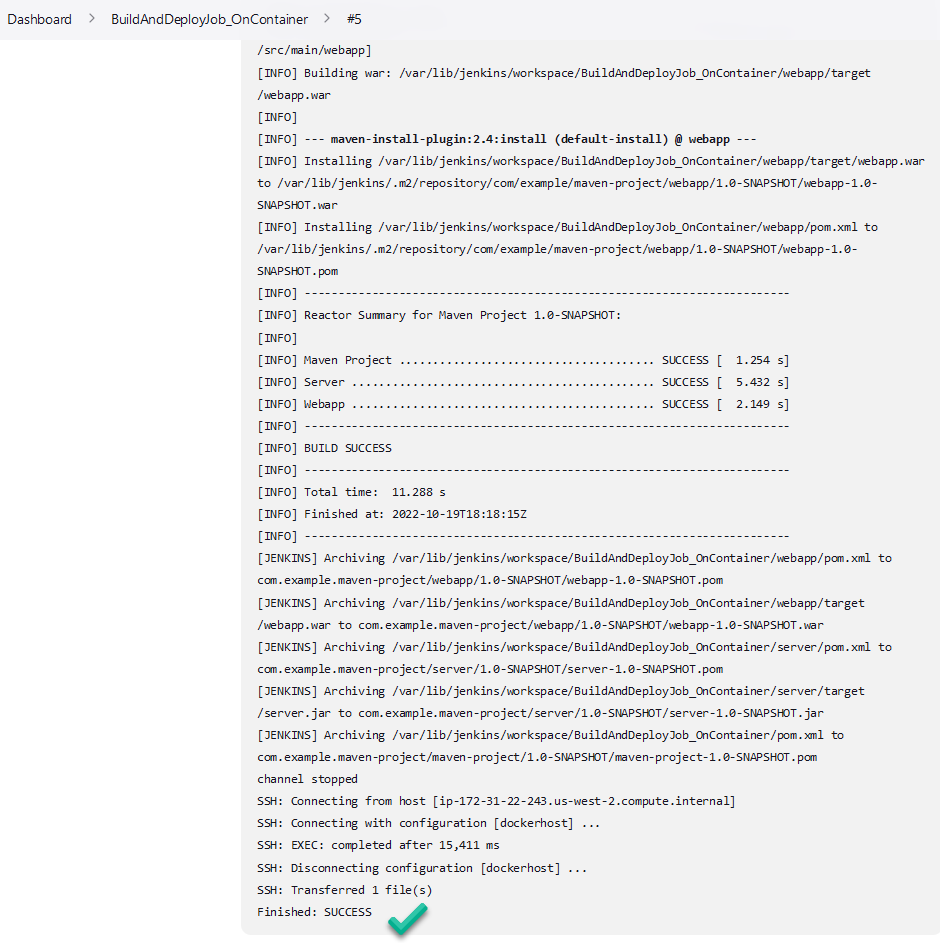 Dashboard > BuildAndDeployJob_OnContainer > #5
/src/main/webapp]
[INFO] Building war: /var/lib/jenkins/workspace/BuildAndDeployJob_OnContainer/webapp/target
/webapp.war
[INFO]
[INFO] --- maven-install-plugin:2.4:install (default-install) @ webapp ---
[INFO] Installing /var/lib/jenkins/workspace/BuildAndDeployJob_OnContainer/webapp/target/webapp.war
to /var/lib/jenkins/.m2/repository/com/example/maven-project/webapp/1.0-SNAPSHOT/webapp-1.0-
SNAPSHOT.war
[INFO] Installing /var/lib/jenkins/workspace/BuildAndDeployJob_OnContainer/webapp/pom.xml to
/var/lib/jenkins/.m2/repository/com/example/maven-project/webapp/1.0-SNAPSHOT/webapp-1.0-
SNAPSHOT.pom
[INFO] ------------------------------------------------------------------------
[INFO] Reactor Summary for Maven Project 1.0-SNAPSHOT:
[INFO]
[INFO] Maven Project ...................................... SUCCESS [  1.254 s]
[INFO] Server ............................................. SUCCESS [  5.432 s]
[INFO] Webapp ............................................. SUCCESS [  2.149 s]
[INFO] ------------------------------------------------------------------------
[INFO] BUILD SUCCESS
[INFO] ------------------------------------------------------------------------
[INFO] Total time:  11.288 s
[INFO] Finished at: 2022-10-19T18:18:15Z
[INFO] ------------------------------------------------------------------------
[JENKINS] Archiving /var/lib/jenkins/workspace/BuildAndDeployJob_OnContainer/webapp/pom.xml to
com.example.maven-project/webapp/1.0-SNAPSHOT/webapp-1.0-SNAPSHOT.pom
[JENKINS] Archiving /var/lib/jenkins/workspace/BuildAndDeployJob_OnContainer/webapp/target
/webapp.war to com.example.maven-project/webapp/1.0-SNAPSHOT/webapp-1.0-SNAPSHOT.war
[JENKINS] Archiving /var/lib/jenkins/workspace/BuildAndDeployJob_OnContainer/server/pom.xml to
com.example.maven-project/server/1.0-SNAPSHOT/server-1.0-SNAPSHOT.pom
[JENKINS] Archiving /var/lib/jenkins/workspace/BuildAndDeployJob_OnContainer/server/target
/server.jar to com.example.maven-project/server/1.0-SNAPSHOT/server-1.0-SNAPSHOT.jar
[JENKINS] Archiving /var/lib/jenkins/workspace/BuildAndDeployJob_OnContainer/pom.xml to
com.example.maven-project/maven-project/1.0-SNAPSHOT/maven-project-1.0-SNAPSHOT.pom
channel stopped
SSH: Connecting from host [ip-172-31-22-243.us-west-2.compute.internal]
SSH: Connecting with configuration [dockerhost] ...
SSH: EXEC: completed after 15,411 ms
SSH: Disconnecting configuration [dockerhost] ...
SSH: Transferred 1 file(s)
Finished: SUCCESS